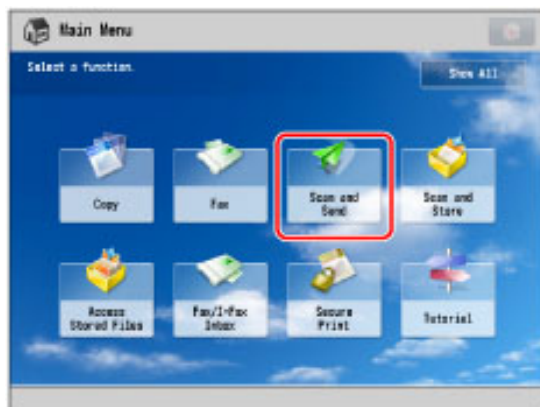 Main Menu
Select a function.
Show All
Copy
Fax
Scan and
Send
Scan and
Store
Access
Stored Files
Fax/I-Fax
Inbox
Secure
Print
Tutorial